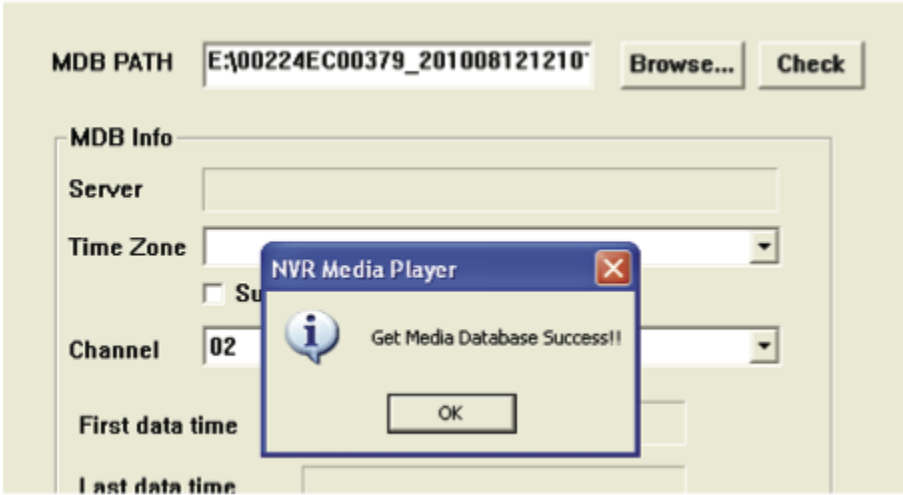 MDB PATH E:\00224EC00379_201008121210 Browse... Check
MDB Info
Server
Time Zone
NVR Media Player
Su
Get Media Database Success!!
Channel 02
OK
First data time
Last data time